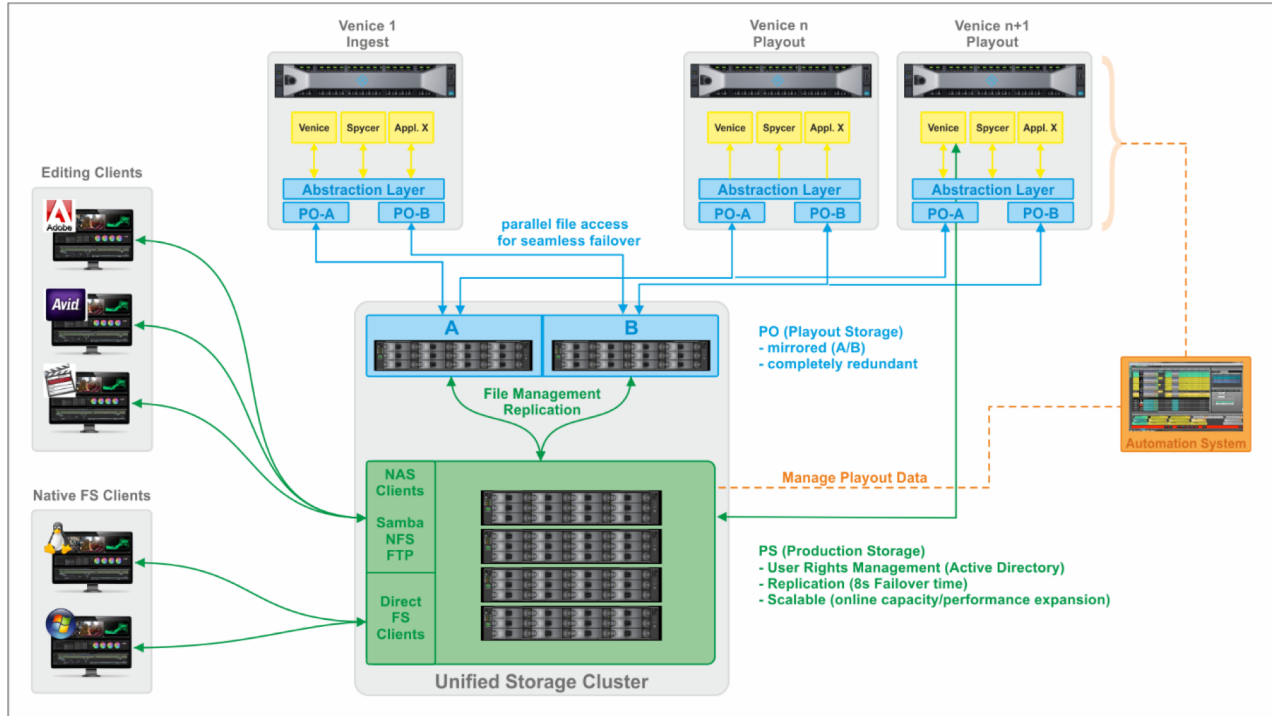 Venice 1
Ingest
Venice n
Playout
Venice n+1
Playout
Venice
Spycer
Appl. X
Venice
Spycer
Appl. X
Venice
Spycer
Appl. X
Abstraction Layer
Abstraction Layer
Abstraction Layer
PO-A
PO-B
PO-A
PO-B
PO-A
PO-B
Editing Clients
Adobe
Avid
parallel file access
for seamless failover
A
B
PO (Playout Storage)
- mirrored (A/B)
- completely redundant
File Management
Replication
Automation System
Manage Playout Data
NAS
Clients
Samba
NFS
FTP
Native FS Clients
PS (Production Storage)
- User Rights Management (Active Directory)
- Replication (8s Failover time)
- Scalable (online capacity/performance expansion)
Direct
FS
Clients
Unified Storage Cluster